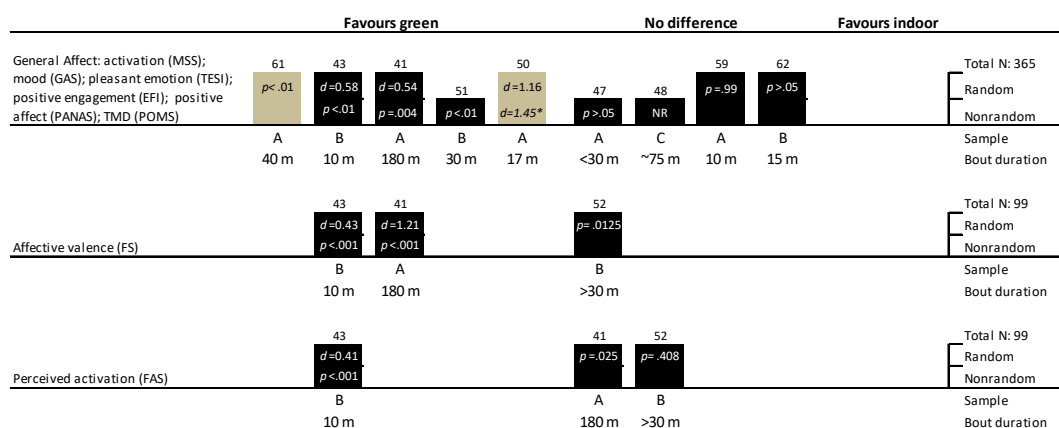 Favours green No difference Favours indoor
General Affect: activation (MSS);
mood (GAS); pleasant emotion (TESI);
positive engagement (EFI); positive
affect (PANAS); TMD (POMS)
61 43 41 51 50 47 48 59 62 Total N: 365
p< .01 d=0.58 d=0.54 d=1.16 p=.99 p>.05 Random
p<.01 p=.004 p<.01 d=1.45* p>.05 NR Nonrandom
A B A B A A C A B Sample
40 m 10 m 180 m 30 m 17 m <30 m ~75 m 10 m 15 m Bout duration
43 41 52 Total N: 99
d=0.43 d=1.21 p= .0125 Random
Affective valence (FS) p<.001 p<.001 Nonrandom
B A B Sample
10 m 180 m >30 m Bout duration
43 41 52 Total N: 99
d=0.41 p=.025 p= .408 Random
Perceived activation (FAS) p<.001 Nonrandom
B A B Sample
10 m 180 m >30 m Bout duration